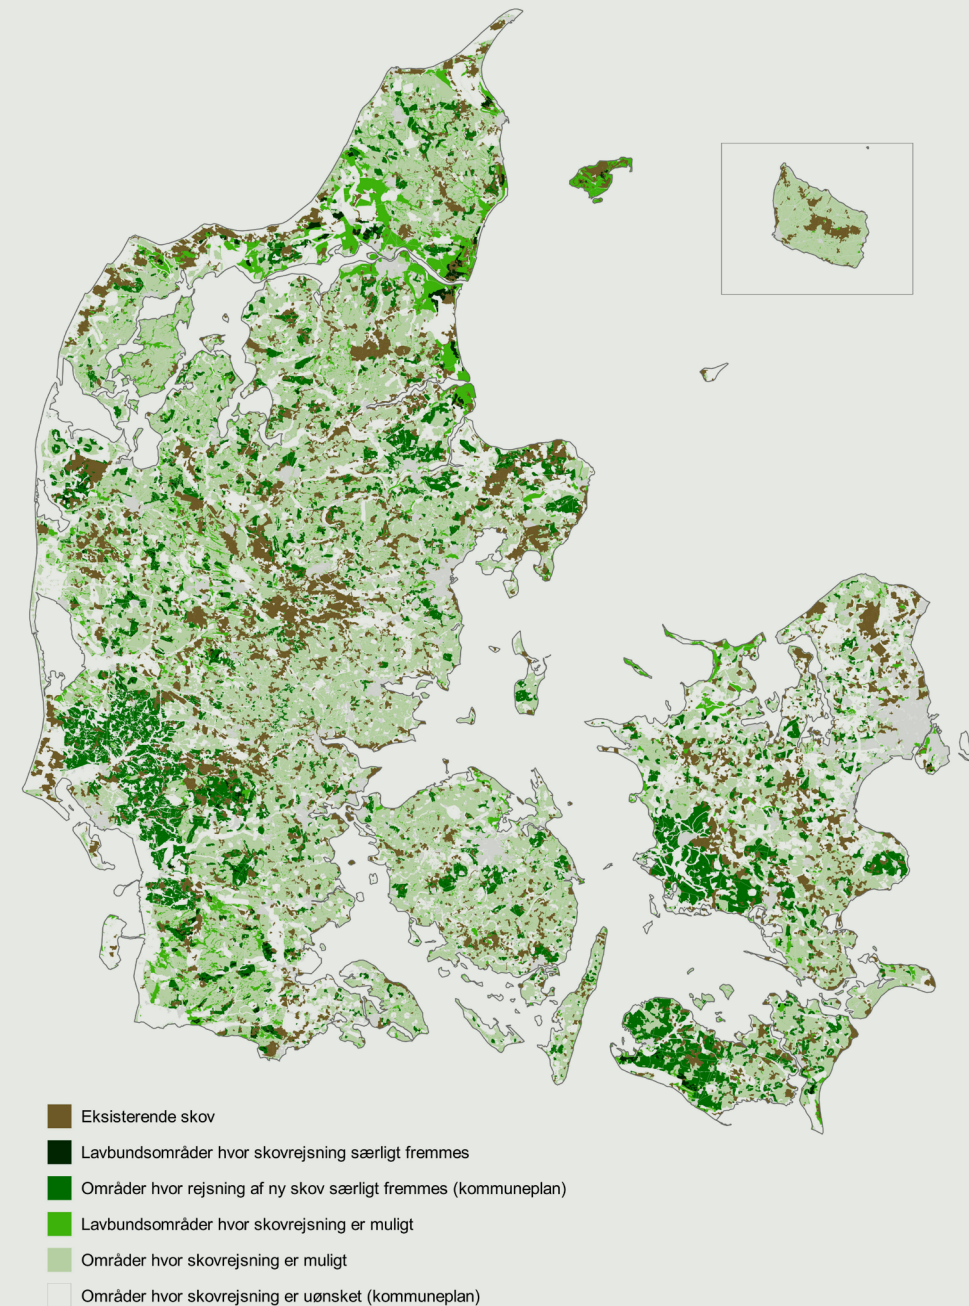 Eksisterende skov
Lavbundsområder hvor skovrejsning særligt fremmes
Områder hvor rejsning af ny skov særligt fremmes (kommuneplan)
Lavbundsområder hvor skovrejsning er muligt
Områder hvor skovrejsning er muligt
Områder hvor skovrejsning er uønsket (kommuneplan)